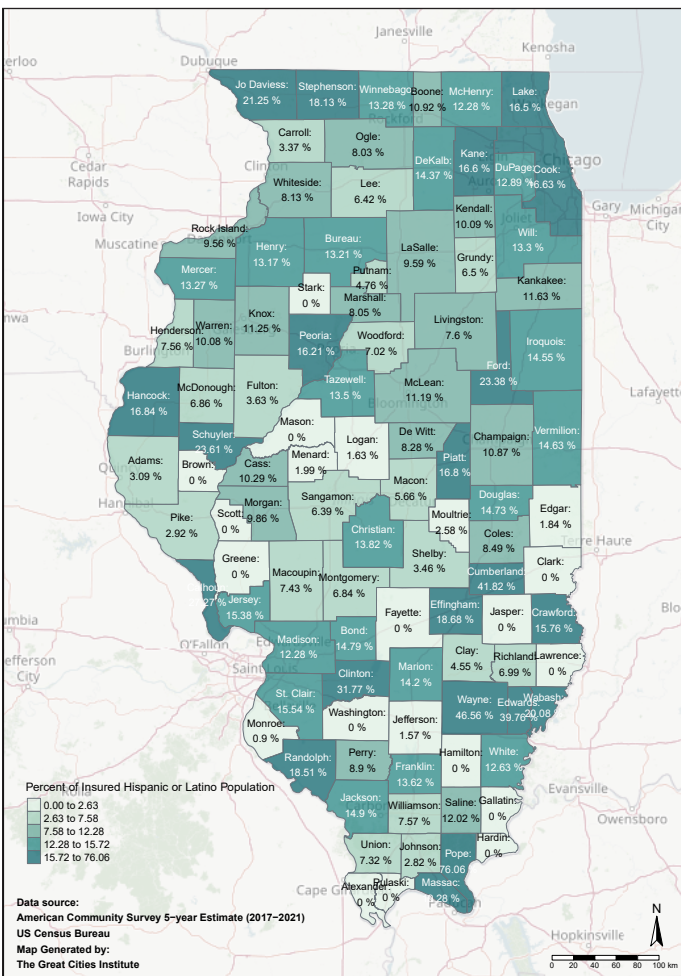 Janesville
Kenosha
Dubuque
erloo
Jo Daviess:
21.25 %
Stephenson:
18.13 %
Winnebago:
13.28 %
Boone:
10.92 %
McHenry:
12.28 %
Lake:
16.5 %
Rockford
Carroll:
3.37 %
Ogle:
8.03 %
DeKalb:
14.37 %
Kane:
16.6 %
DuPage:
12.89 %
Cook:
Chicago
Cedar
Rapids
Clinton
Whiteside:
8.13 %
Lee:
6.42 %
Kendall:
10.09 %
Joliet
Will:
13.3 %
Gary
Michigan
City
Iowa City
Muscatine
Rock Island:
9.56 %
Henry:
13.17 %
Bureau:
13.21 %
LaSalle:
9.59 %
Grundy:
6.5 %
Mercer:
13.27 %
Putnam:
4.76 %
Kankakee:
11.63 %
Stark:
0 %
Marshall:
8.05 %
nwa
Henderson:
7.56 %
Warren:
10.08 %
Knox:
11.25 %
Peoria:
16.21 %
Woodford:
7.02 %
Livingston:
7.6 %
Iroquois:
14.55 %
Burlington
Ford:
23.38 %
Hancock:
16.84 %
McDonough:
6.86 %
Fulton:
3.63 %
Tazewell:
13.5 %
McLean:
11.19 %
Bloomington
Lafayette
Schuyler:
23.61 %
Mason:
0 %
Logan:
1.63 %
De Witt:
8.28 %
Champaign:
10.87 %
Vermilion:
14.63 %
Adams:
3.09 %
Brown:
0 %
Cass:
10.29 %
Menard:
1.99 %
Piatt:
16.8 %
Macon:
5.66 %
Hannibal
Pike:
2.92 %
Scott:
0 %
Morgan:
9.86 %
Sangamon:
6.39 %
Christian:
13.82 %
Moultrie:
2.58 %
Douglas:
14.73 %
Edgar:
1.84 %
Coles:
8.49 %
Terre Haute
Greene:
0 %
Macoupin:
7.43 %
Montgomery:
6.84 %
Shelby:
3.46 %
Cumberland:
41.82 %
Clark:
0 %
Jersey:
15.38 %
Fayette:
0 %
Effingham:
18.68 %
Jasper:
0 %
Crawford:
15.76 %
umbia
O'Fallon
Madison:
12.28 %
Bond:
14.79 %
efferson
City
Saint Louis
Clinton:
31.77 %
Marion:
14.2 %
Clay:
4.55 %
Richland:
6.99 %
Lawrence:
0 %
St. Clair:
15.54 %
Washington:
0 %
Jefferson:
1.57 %
Wayne:
46.56 %
Edwards:
39.76 %
Wabash:
Monroe:
0.9 %
Randolph:
18.51 %
Perry:
8.9 %
Franklin:
13.62 %
Hamilton:
0 %
White:
12.63 %
Evansville
Owensboro
Jackson:
14.9 %
Williamson:
7.57 %
Saline:
12.02 %
Gallatin:
0 %
Union:
7.32 %
Johnson:
2.82 %
Pope:
76.06
Hardin:
0 %
Alexander:
0 %
Pulaski:
0 %
Massac:
Hopkinsville
Percent of Insured Hispanic or Latino Population
0.00 to 2.63
2.63 to 7.58
7.58 to 12.28
12.28 to 15.72
15.72 to 76.06
Data source:
American Community Survey 5−year Estimate (2017−2021)
US Census Bureau
Map Generated by:
The Great Cities Institute
N
0 20 40 60 80 100 km